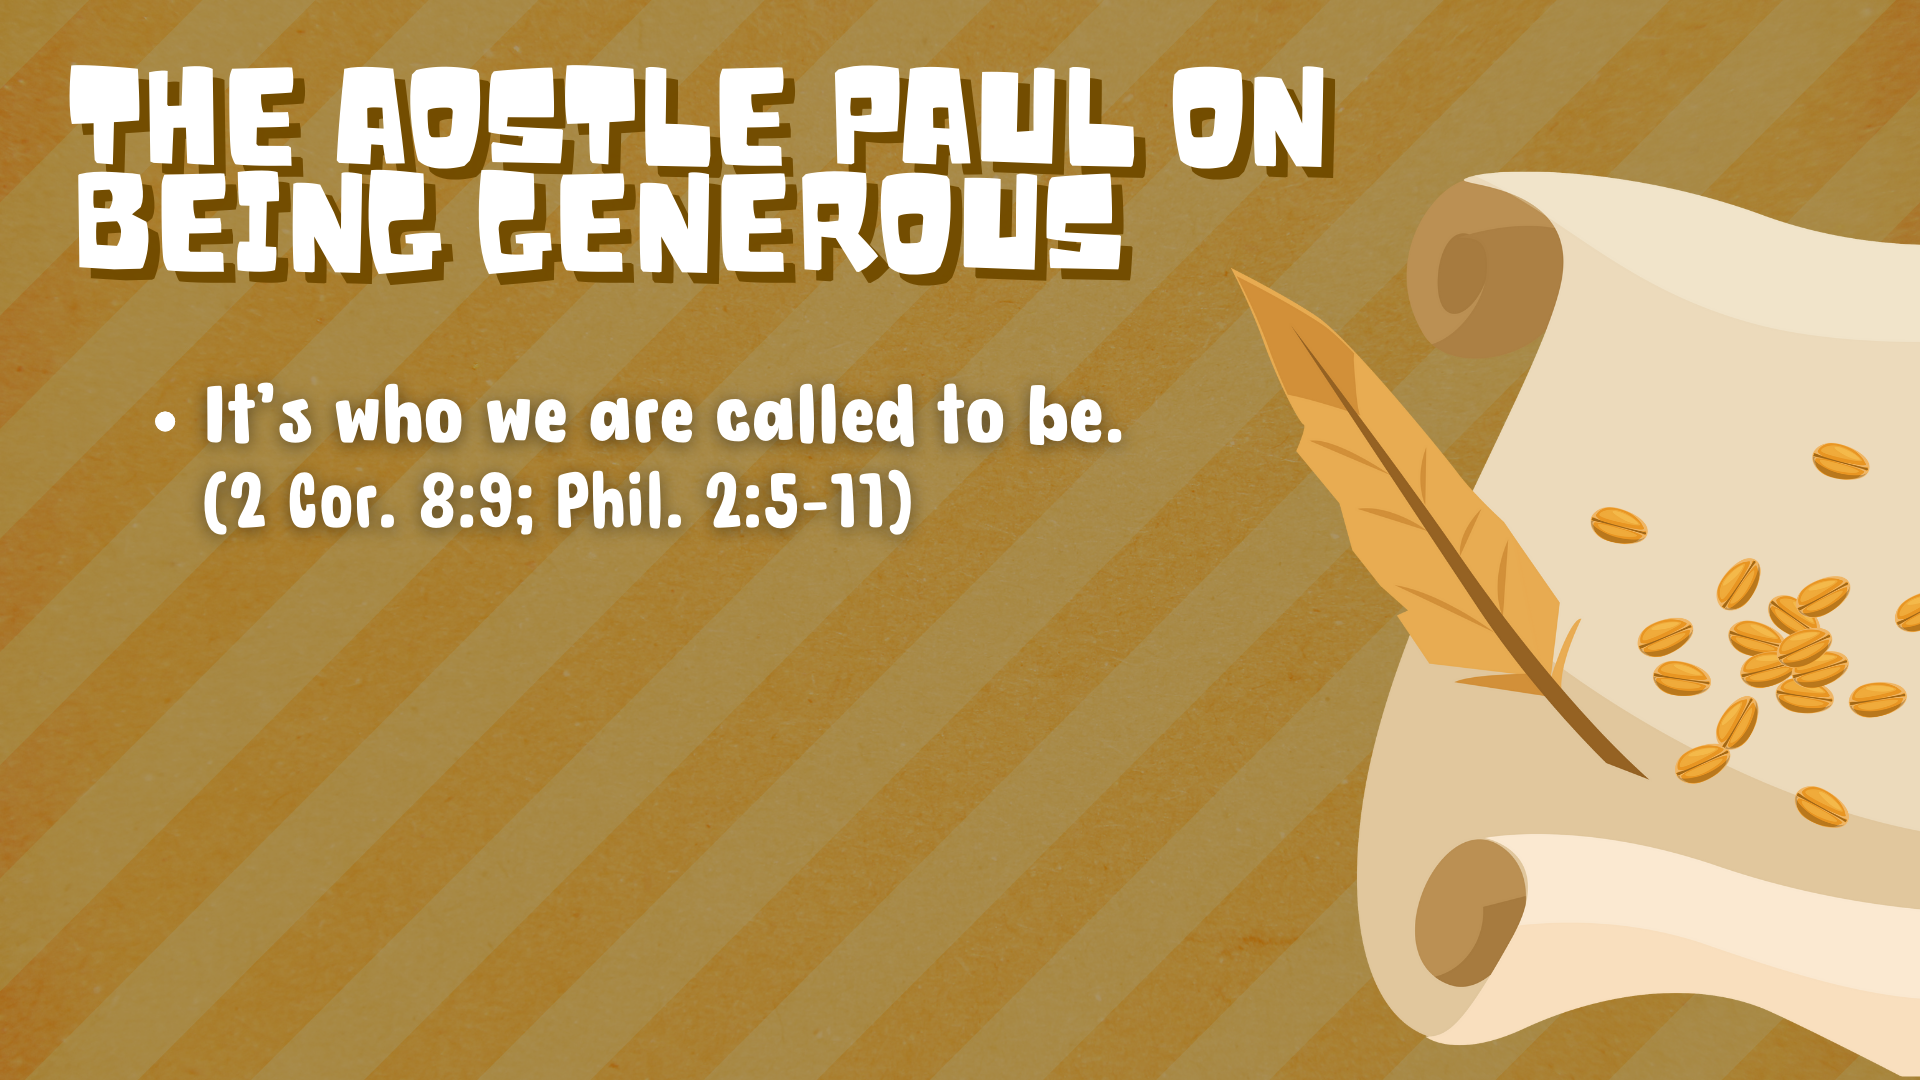 THE AOSTLE PAUL ON
BEING GENEROUS
• It's who we are called to be.
(2 Cor. 8:9; Phil. 2:5-11)